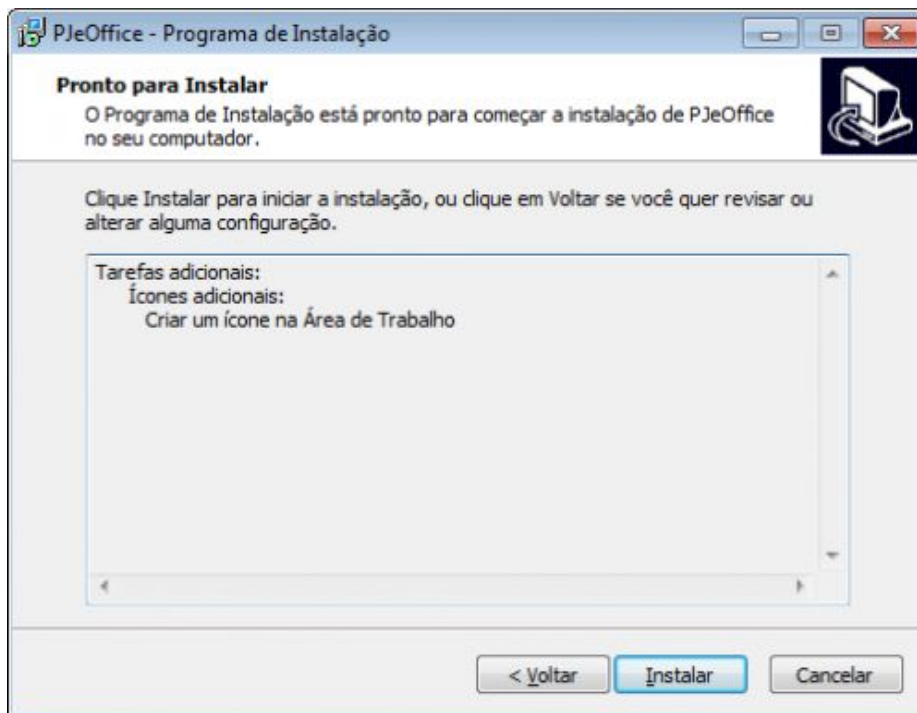 PJeOffice - Programa de Instalação
Pronto para Instalar
O Programa de Instalação está pronto para começar a instalação de PJeOffice
no seu computador.
Clique Instalar para iniciar a instalação, ou clique em Voltar se você quer revisar ou
alterar alguma configuração.
Tarefas adicionais:
Ícones adicionais:
Criar um ícone na Área de Trabalho
< Voltar
Instalar
Cancelar